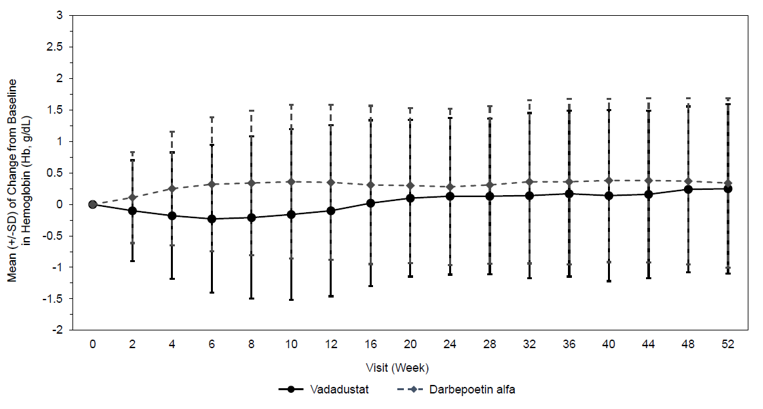 Mean (+/-SD) of Change from Baseline
in Hemoglobin (Hb, g/dL)
3
2.5
2
1.5
1
0.5
0
-0.5
-1
-1.5
-2
0 2 4 6 8 10 12 16 20 24 28 32 36 40 44 48 52
Visit (Week)
Vadadustat Darbepoetin alfa